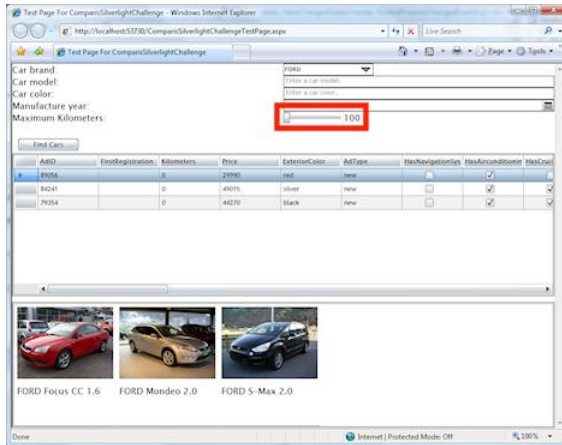 Test Page For ComparisSilverlightChallenge - Windows Internet Explorer
http://localhost:53730/ComparisSilverlightChallengeTestPage.aspx
Live Search
Test Page For ComparisSilverlightChallenge
Page
Tools
Car brand:
FORD
Car model:
Enter a car model.
Car color:
Enter a car color.
Manufacture year:
Maximum Kilometers:
100
Find Cars
AdID FirstRegistration Kilometers Price ExteriorColor AdType HasNavigationSys HasAirconditionin HasCrui
89056 0 29990 red new
84241 0 49015 silver new
79354 0 44270 black new
FORD Focus CC 1.6 FORD Mondeo 2.0 FORD S-Max 2.0
Done
Internet | Protected Mode: Off
100%